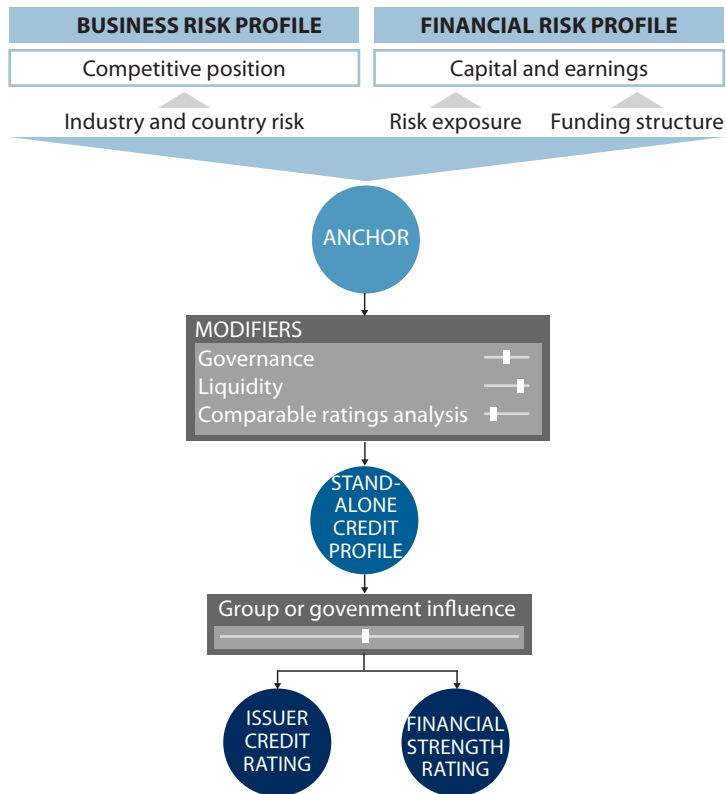 BUSINESS RISK PROFILE
FINANCIAL RISK PROFILE
Competitive position
Capital and earnings
Industry and country risk
Risk exposure
Funding structure
ANCHOR
MODIFIERS
Governance
Liquidity
Comparable ratings analysis
STAND-
ALONE
CREDIT
PROFILE
Group or govenment influence
ISSUER
CREDIT
RATING
FINANCIAL
STRENGTH
RATING